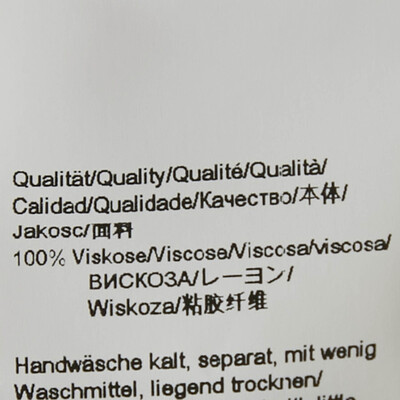 Qualität/Quality/Qualité/Qualità/
Calidad/Qualidade/Качество/本体/
Jakosc/面料
100% Viskose/Viscose/Viscosa/viscosa/
ВИСКОЗА/レーヨン/
Wiskoza/粘胶纤维
Handwäsche kalt, separat, mit wenig
Waschmittel, liegend trocknen/
little